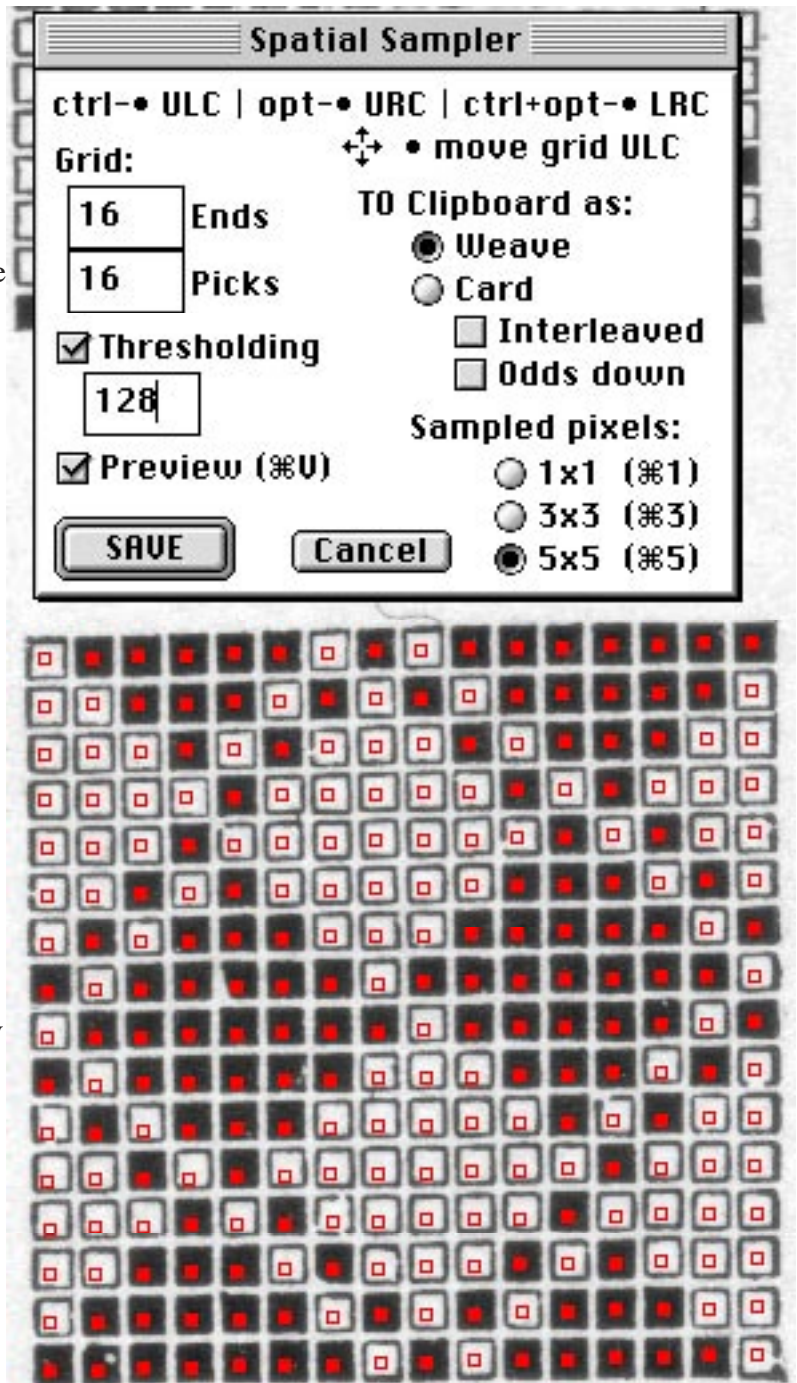 Spatial Sampler
ctrl-• ULC | opt-• URC | ctrl+opt-• LRC
• move grid ULC
Grid:
16 Ends
16 Picks
Thresholding
128
Preview (⌘V)
TO Clipboard as:
Weave
Card
Interleaved
Odds down
Sampled pixels:
1x1 (⌘1)
3x3 (⌘3)
5x5 (⌘5)
SAVE
Cancel